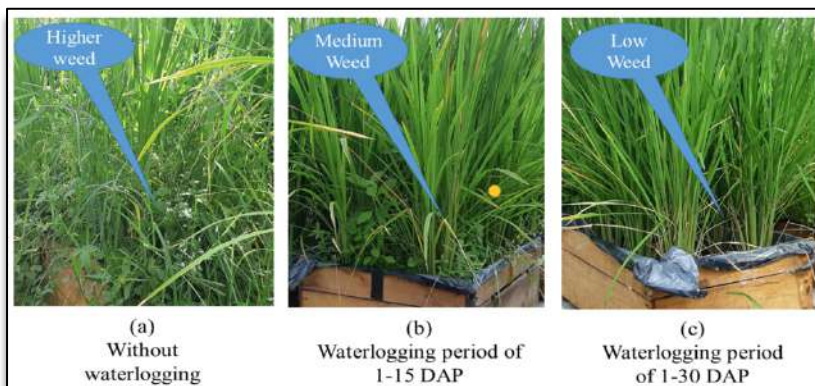 Higher
weed
Medium
Weed
Low
Weed
(a)
Without
waterlogging
(b)
Waterlogging period of
1-15 DAP
(c)
Waterlogging period
of 1-30 DAP